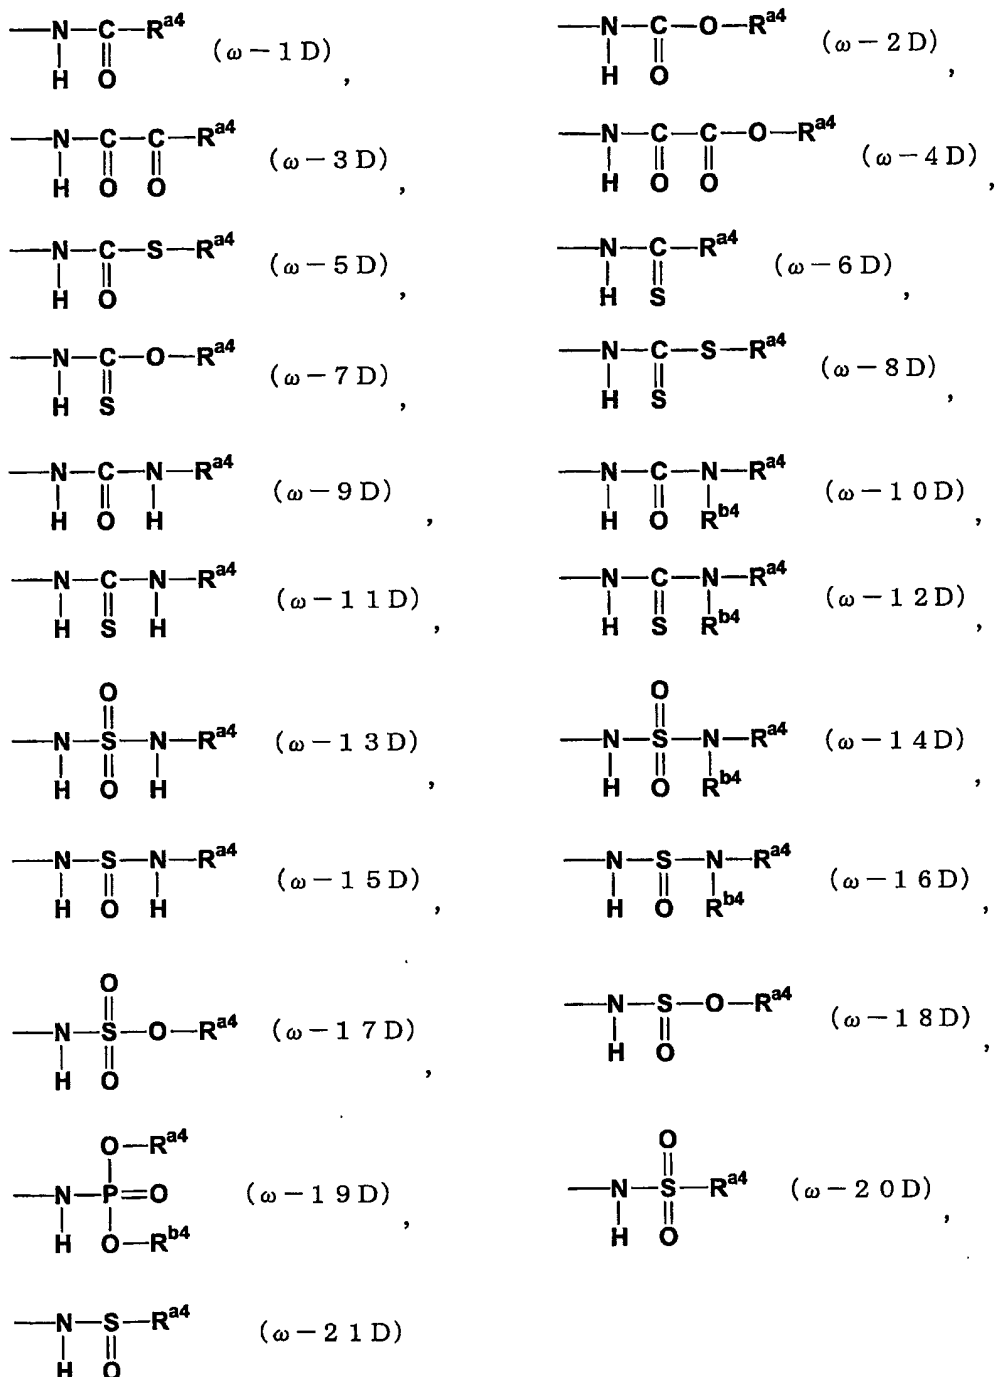 —N—C—R^a4 (ω−1D),
H O
—N—C—O—R^a4 (ω−2D),
H O
—N—C—C—R^a4 (ω−3D),
H O O
—N—C—C—O—R^a4 (ω−4D),
H O O
—N—C—S—R^a4 (ω−5D),
H O
—N—C—R^a4 (ω−6D),
H S
—N—C—O—R^a4 (ω−7D),
H S
—N—C—S—R^a4 (ω−8D),
H S
—N—C—N—R^a4 (ω−9D),
H O H
—N—C—N—R^a4 (ω−10D),
H O R^b4
—N—C—N—R^a4 (ω−11D),
H S H
—N—C—N—R^a4 (ω−12D),
H S R^b4
O
—N—S—N—R^a4 (ω−13D),
H O H
O
—N—S—N—R^a4 (ω−14D),
H O R^b4
—N—S—N—R^a4 (ω−15D),
H O H
—N—S—N—R^a4 (ω−16D),
H O R^b4
O
—N—S—O—R^a4 (ω−17D),
H O
—N—S—O—R^a4 (ω−18D),
H O
O—R^a4
—N—P=O (ω−19D),
H O—R^b4
O
—N—S—R^a4 (ω−20D),
H O
—N—S—R^a4 (ω−21D)
H O